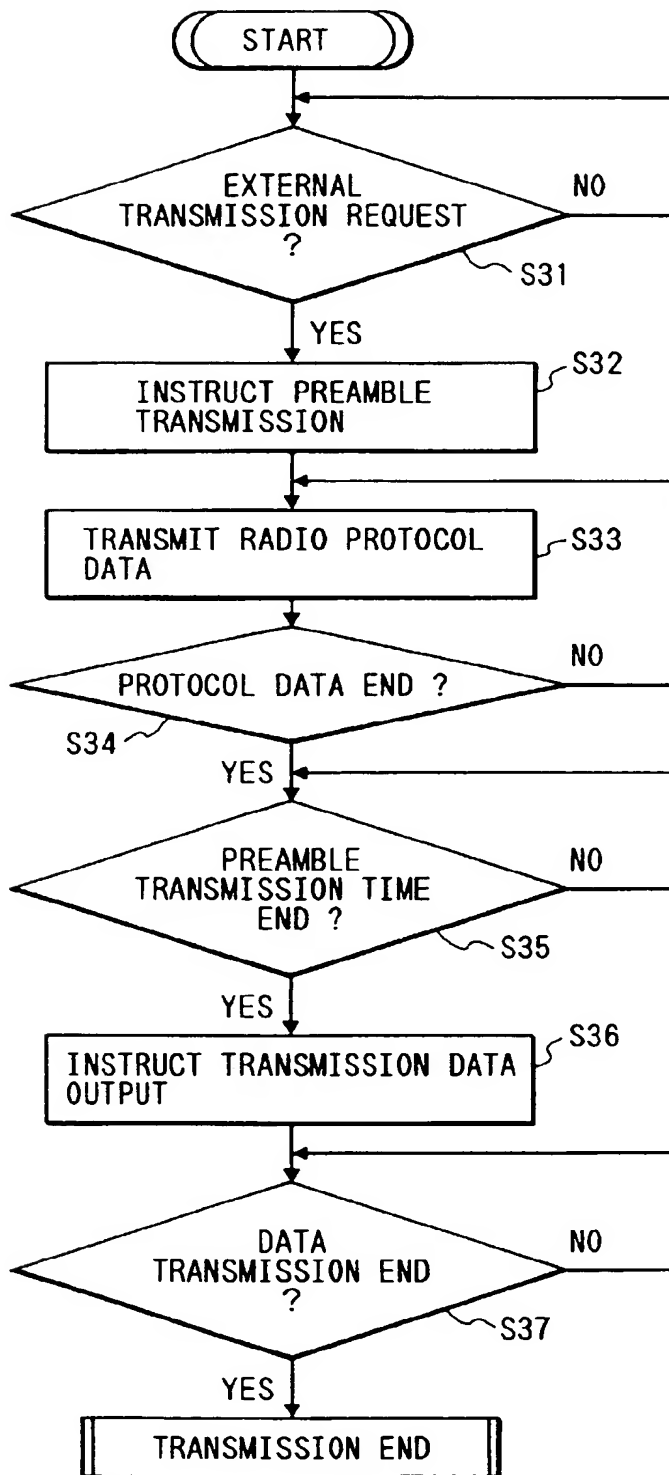 START
EXTERNAL
TRANSMISSION REQUEST
?
NO
S31
YES
S32
INSTRUCT PREAMBLE
TRANSMISSION
TRANSMIT RADIO PROTOCOL
DATA
S33
NO
PROTOCOL DATA END ?
S34
YES
PREAMBLE
TRANSMISSION TIME
END ?
NO
S35
YES
S36
INSTRUCT TRANSMISSION DATA
OUTPUT
DATA
TRANSMISSION END
?
NO
S37
YES
TRANSMISSION END